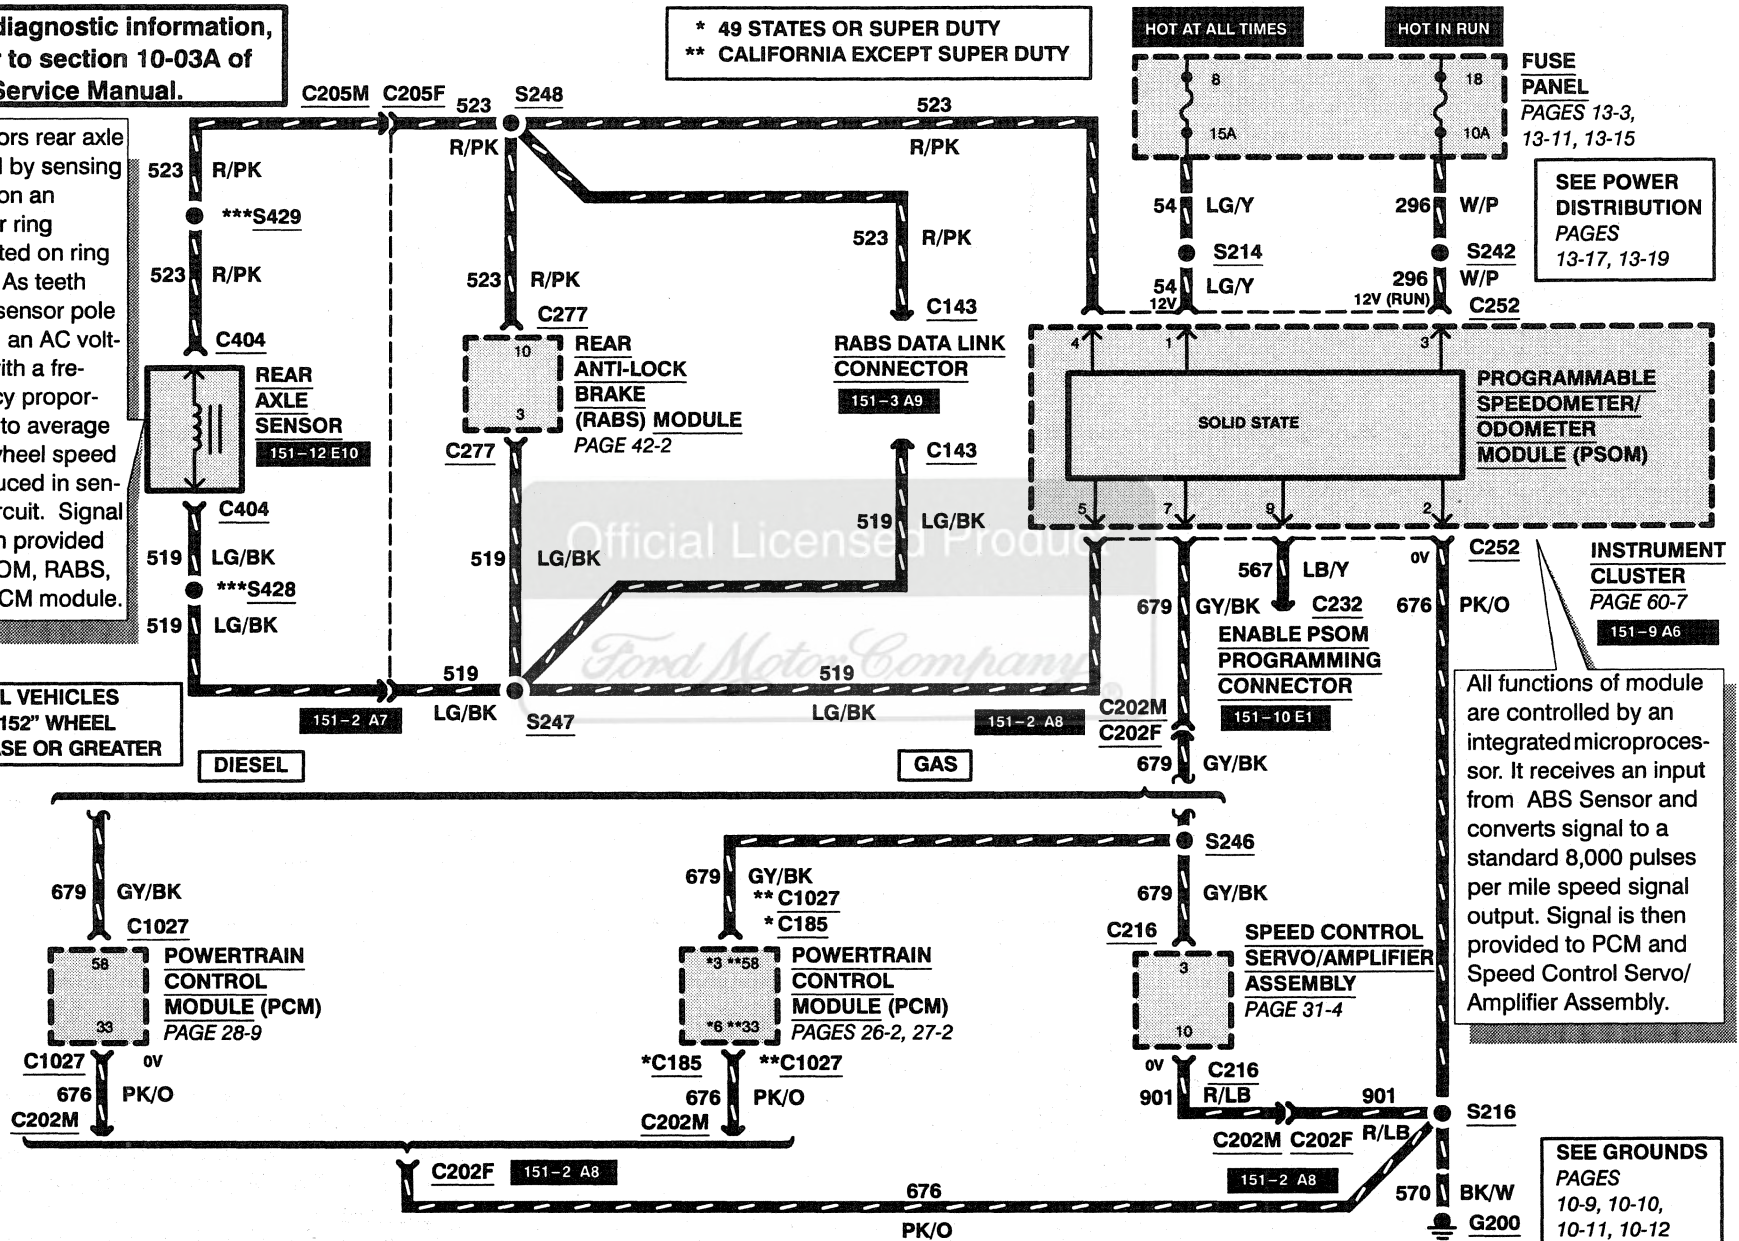 diagnostic information,
to section 10-03A of
Service Manual.
* 49 STATES OR SUPER DUTY
** CALIFORNIA EXCEPT SUPER DUTY
HOT AT ALL TIMES
HOT IN RUN
8
15A
18
10A
FUSE
PANEL
PAGES 13-3,
13-11, 13-15
SEE POWER
DISTRIBUTION
PAGES
13-17, 13-19
C205M C205F
523
R/PK
S248
523
R/PK
ors rear axle
by sensing
on an
r ring
ted on ring
As teeth
sensor pole
an AC volt-
with a fre-
cy propor-
to average
wheel speed
uced in sen-
rcuit. Signal
n provided
OM, RABS,
CM module.
523 R/PK
***S429
523 R/PK
C404
REAR
AXLE
SENSOR
151-12 E10
C404
519 LG/BK
***S428
519 LG/BK
523 R/PK
C277
10
3
REAR
ANTI-LOCK
BRAKE
(RABS) MODULE
PAGE 42-2
C277
519 LG/BK
523 R/PK
C143
RABS DATA LINK
CONNECTOR
151-3 A9
C143
519 LG/BK
54 LG/Y
S214
54 LG/Y
12V
296 W/P
S242
296 W/P
12V (RUN)
C252
4 1 3
SOLID STATE
5 7 9 2
PROGRAMMABLE
SPEEDOMETER/
ODOMETER
MODULE (PSOM)
C252
0V
INSTRUMENT
CLUSTER
PAGE 60-7
151-9 A6
Official Licensed Product
Ford Motor Company
®
567 LB/Y
C232
ENABLE PSOM
PROGRAMMING
CONNECTOR
151-10 E1
679 GY/BK
676 PK/O
519
LG/BK
S247
519
LG/BK
151-2 A7
151-2 A8
C202M
C202F
679 GY/BK
L VEHICLES
152" WHEEL
ASE OR GREATER
DIESEL
GAS
All functions of module
are controlled by an
integrated microproces-
sor. It receives an input
from ABS Sensor and
converts signal to a
standard 8,000 pulses
per mile speed signal
output. Signal is then
provided to PCM and
Speed Control Servo/
Amplifier Assembly.
679 GY/BK
C1027
58
33
POWERTRAIN
CONTROL
MODULE (PCM)
PAGE 28-9
C1027 0V
676 PK/O
C202M
679 GY/BK
**C1027
*C185
*3 **58
*6 **33
POWERTRAIN
CONTROL
MODULE (PCM)
PAGES 26-2, 27-2
*C185 **C1027
676 PK/O
C202M
S246
679 GY/BK
C216
3
10
SPEED CONTROL
SERVO/AMPLIFIER
ASSEMBLY
PAGE 31-4
0V
C216
901 R/LB
901
R/LB
C202M C202F
151-2 A8
S216
C202F
151-2 A8
676
PK/O
570 BK/W
G200
SEE GROUNDS
PAGES
10-9, 10-10,
10-11, 10-12